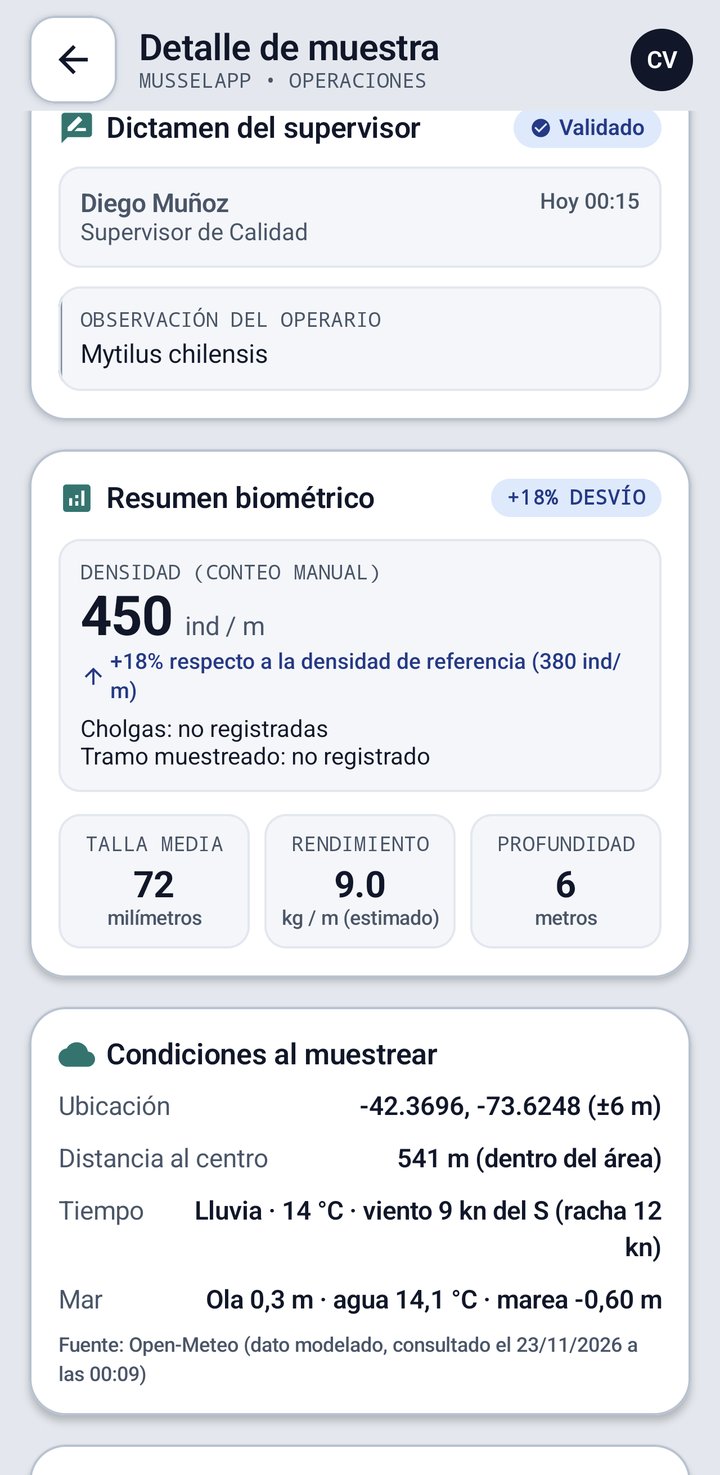 Detalle de muestra
MUSSELAPP • OPERACIONES
CV
Dictamen del supervisor
Validado
Diego Muñoz
Hoy 00:15
Supervisor de Calidad
OBSERVACIÓN DEL OPERARIO
Mytilus chilensis
Resumen biométrico
+18% DESVÍO
DENSIDAD (CONTEO MANUAL)
450 ind / m
+18% respecto a la densidad de referencia (380 ind/
m)
Cholgas: no registradas
Tramo muestreado: no registrado
TALLA MEDIA
72
milímetros
RENDIMIENTO
9.0
kg / m (estimado)
PROFUNDIDAD
6
metros
Condiciones al muestrear
Ubicación
-42.3696, -73.6248 (±6 m)
Distancia al centro
541 m (dentro del área)
Tiempo
Lluvia · 14 °C · viento 9 kn del S (racha 12
kn)
Mar
Ola 0,3 m · agua 14,1 °C · marea -0,60 m
Fuente: Open-Meteo (dato modelado, consultado el 23/11/2026 a
las 00:09)